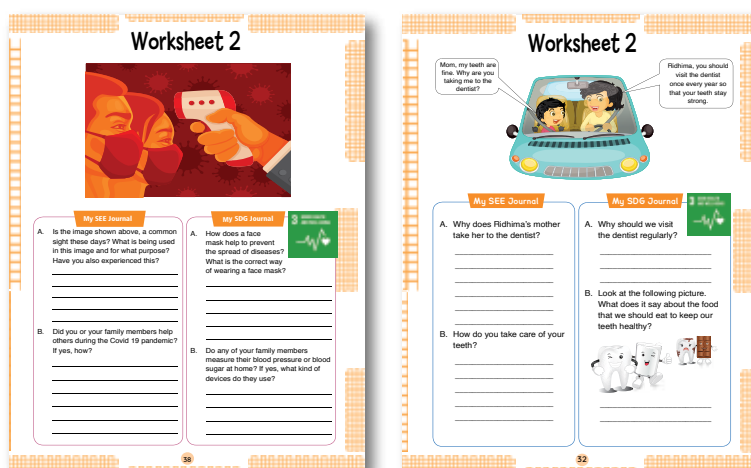 Worksheet 2
My SEE Journal
A. Is the image shown above, a common
sight these days? What is being used
in this image and for what purpose?
Have you also experienced this?
B. Did you or your family members help
others during the Covid 19 pandemic?
If yes, how?
My SDG Journal
3
A. How does a face
mask help to prevent
the spread of diseases?
What is the correct way
of wearing a face mask?
B. Do any of your family members
measure their blood pressure or blood
sugar at home? If yes, what kind of
devices do they use?
38
Worksheet 2
Mom, my teeth are
fine. Why are you
taking me to the
dentist?
Ridhima, you should
visit the dentist
once every year so
that your teeth stay
strong.
My SEE Journal
A. Why does Ridhima's mother
take her to the dentist?
B. How do you take care of your
teeth?
My SDG Journal
3
A. Why should we visit
the dentist regularly?
B. Look at the following picture.
What does it say about the food
that we should eat to keep our
teeth healthy?
32